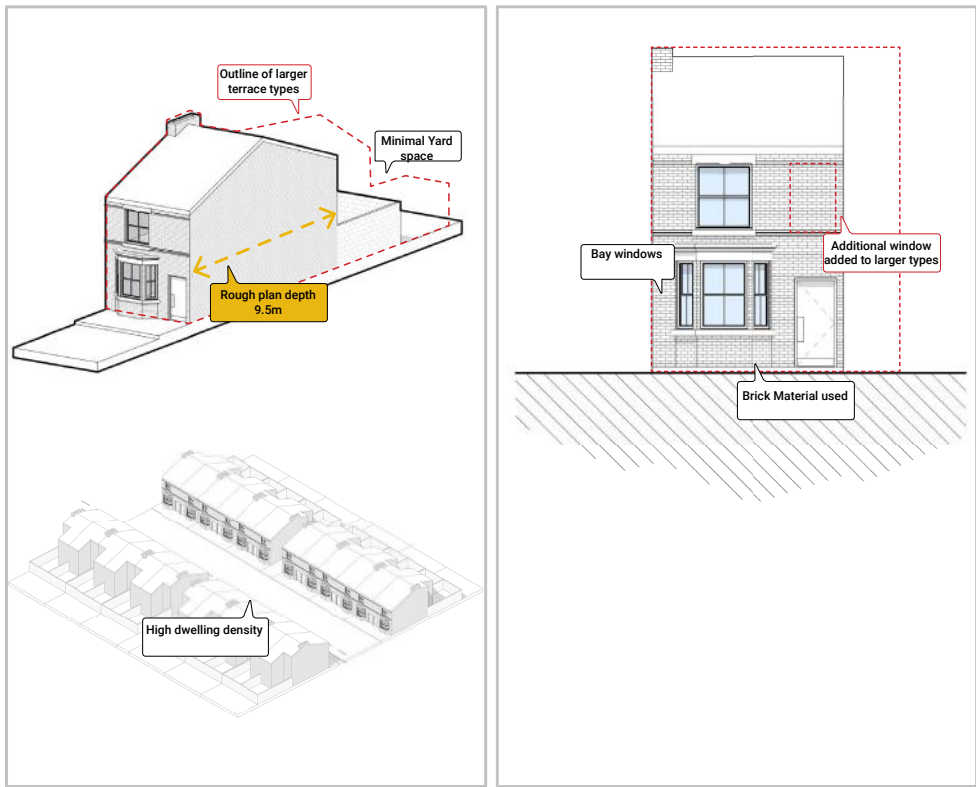 Outline of larger
terrace types
Minimal Yard
space
Rough plan depth
9.5m
High dwelling density
Bay windows
Additional window
added to larger types
Brick Material used